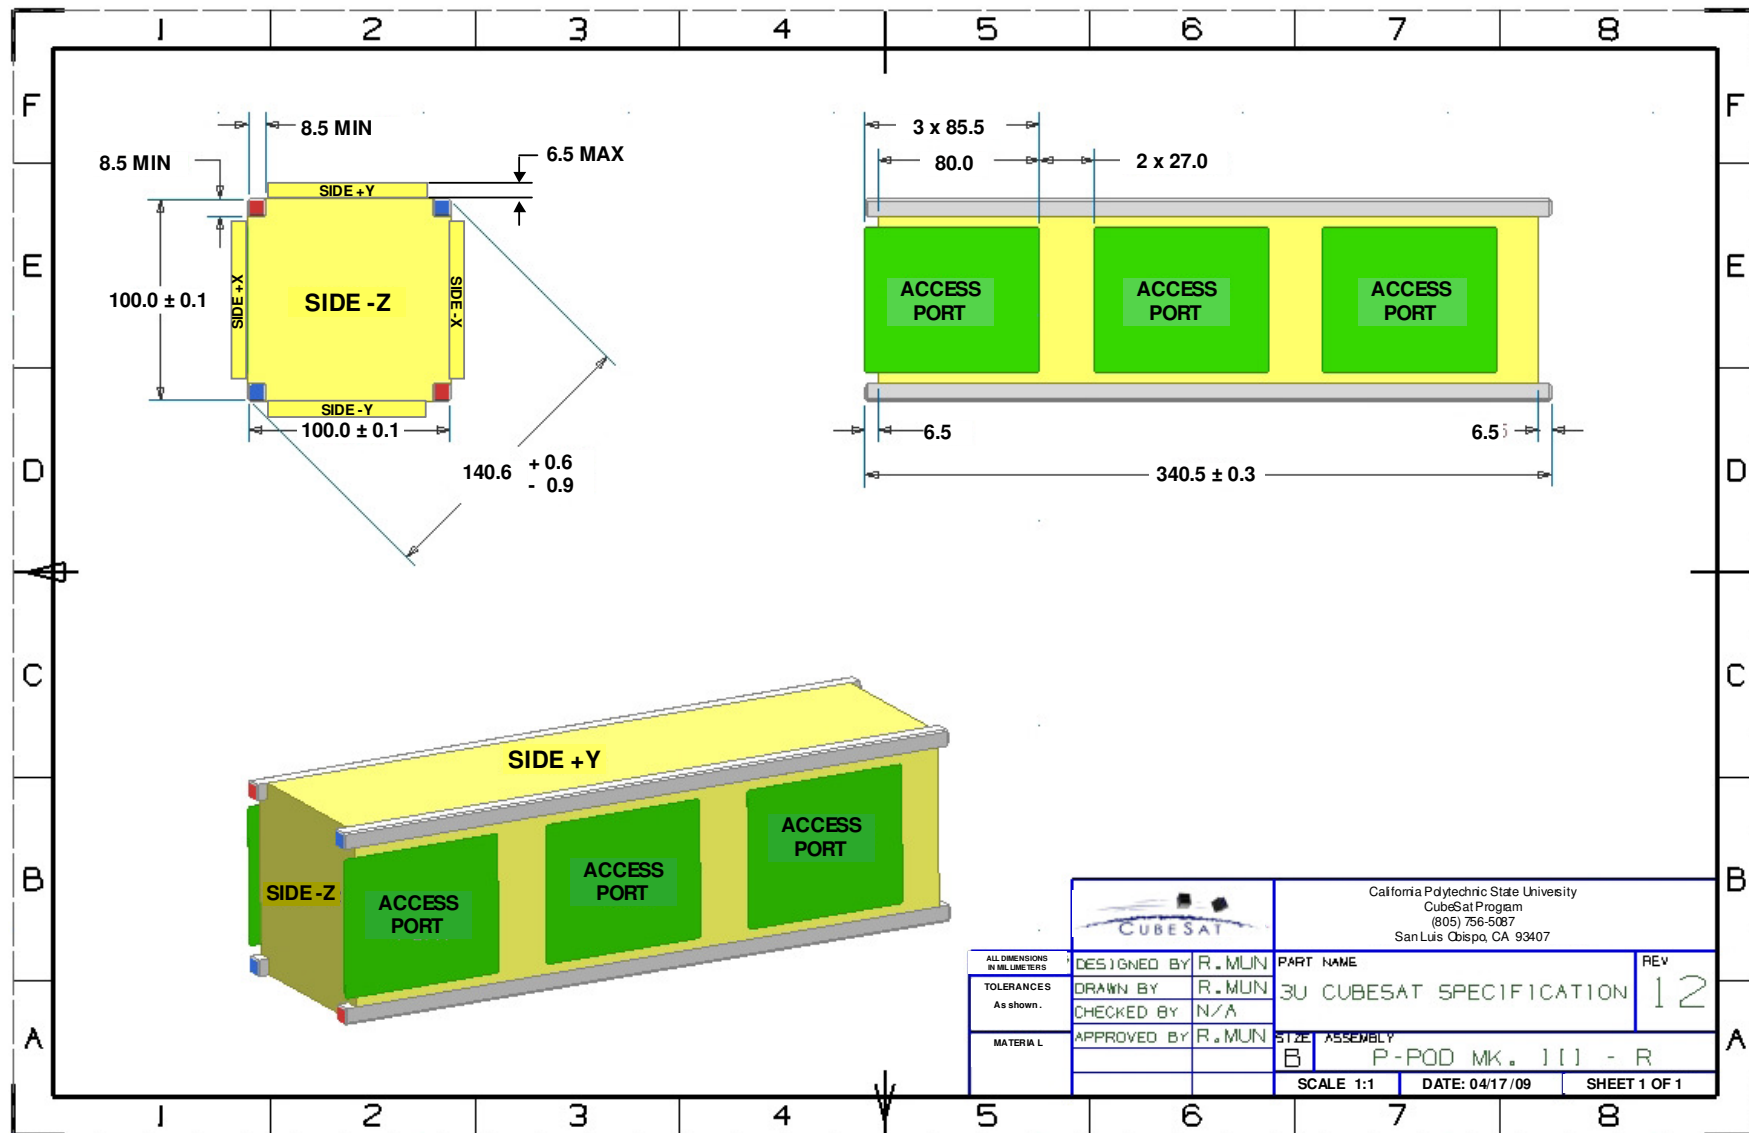 1 2 3 4 5 6 7 8
F F
8.5 MIN
8.5 MIN
6.5 MAX
SIDE +Y
3 x 85.5
80.0
2 x 27.0
E E
100.0 ± 0.1
SIDE +X
SIDE -Z
SIDE -X
SIDE -Y
100.0 ± 0.1
ACCESS
PORT
ACCESS
PORT
ACCESS
PORT
6.5
6.5
D D
140.6 + 0.6
- 0.9
340.5 ± 0.3
C C
SIDE +Y
B B
SIDE -Z
ACCESS
PORT
ACCESS
PORT
ACCESS
PORT
A A
CUBESAT
California Polytechnic State University
CubeSat Program
(805) 756-5087
San Luis Obispo, CA 93407
ALL DIMENSIONS
IN MILLIMETERS
TOLERANCES
As shown.
MATERIAL
DESIGNED BY R.MUN
DRAWN BY R.MUN
CHECKED BY N/A
APPROVED BY R.MUN
PART NAME
3U CUBESAT SPECIFICATION
REV
12
SIZE
B
ASSEMBLY
P-POD MK. III - R
SCALE 1:1
DATE: 04/17/09
SHEET 1 OF 1
1 2 3 4 5 6 7 8